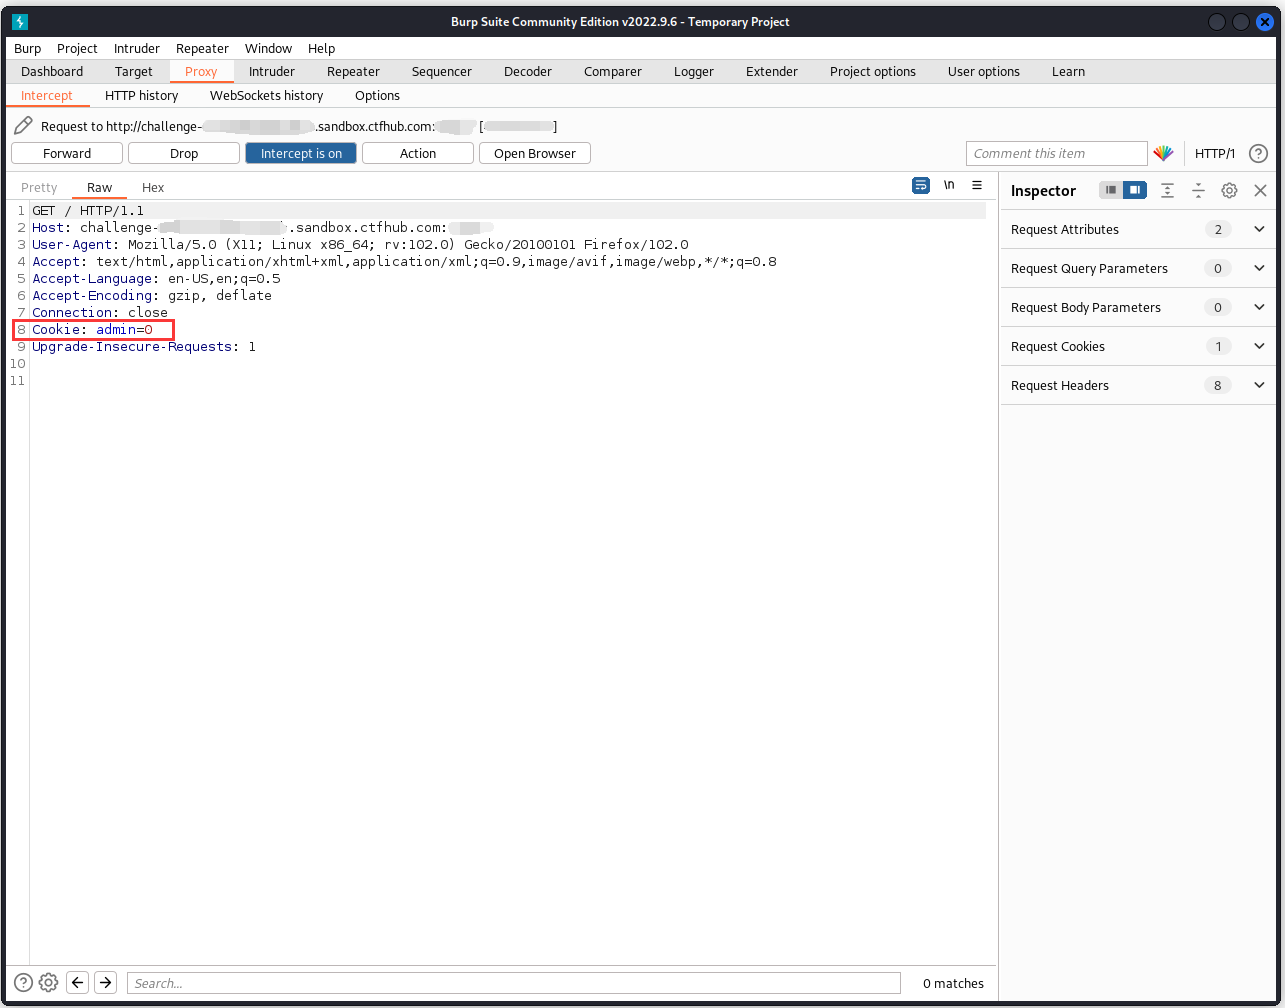 Burp Suite Community Edition v2022.9.6 - Temporary Project
Burp Project Intruder Repeater Window Help
Dashboard Target Proxy Intruder Repeater Sequencer Decoder Comparer Logger Extender Project options User options Learn
Intercept HTTP history WebSockets history Options
Request to http://challenge- .sandbox.ctfhub.com: [ ]
Forward Drop Intercept is on Action Open Browser Comment this item HTTP/1 ?
Pretty Raw Hex \n Inspector
1 GET / HTTP/1.1
2 Host: challenge- .sandbox.ctfhub.com:
3 User-Agent: Mozilla/5.0 (X11; Linux x86_64; rv:102.0) Gecko/20100101 Firefox/102.0
4 Accept: text/html,application/xhtml+xml,application/xml;q=0.9,image/avif,image/webp,*/*;q=0.8
5 Accept-Language: en-US,en;q=0.5
6 Accept-Encoding: gzip, deflate
7 Connection: close
8 Cookie: admin=0
9 Upgrade-Insecure-Requests: 1
10
11
Request Attributes 2
Request Query Parameters 0
Request Body Parameters 0
Request Cookies 1
Request Headers 8
? Search... 0 matches